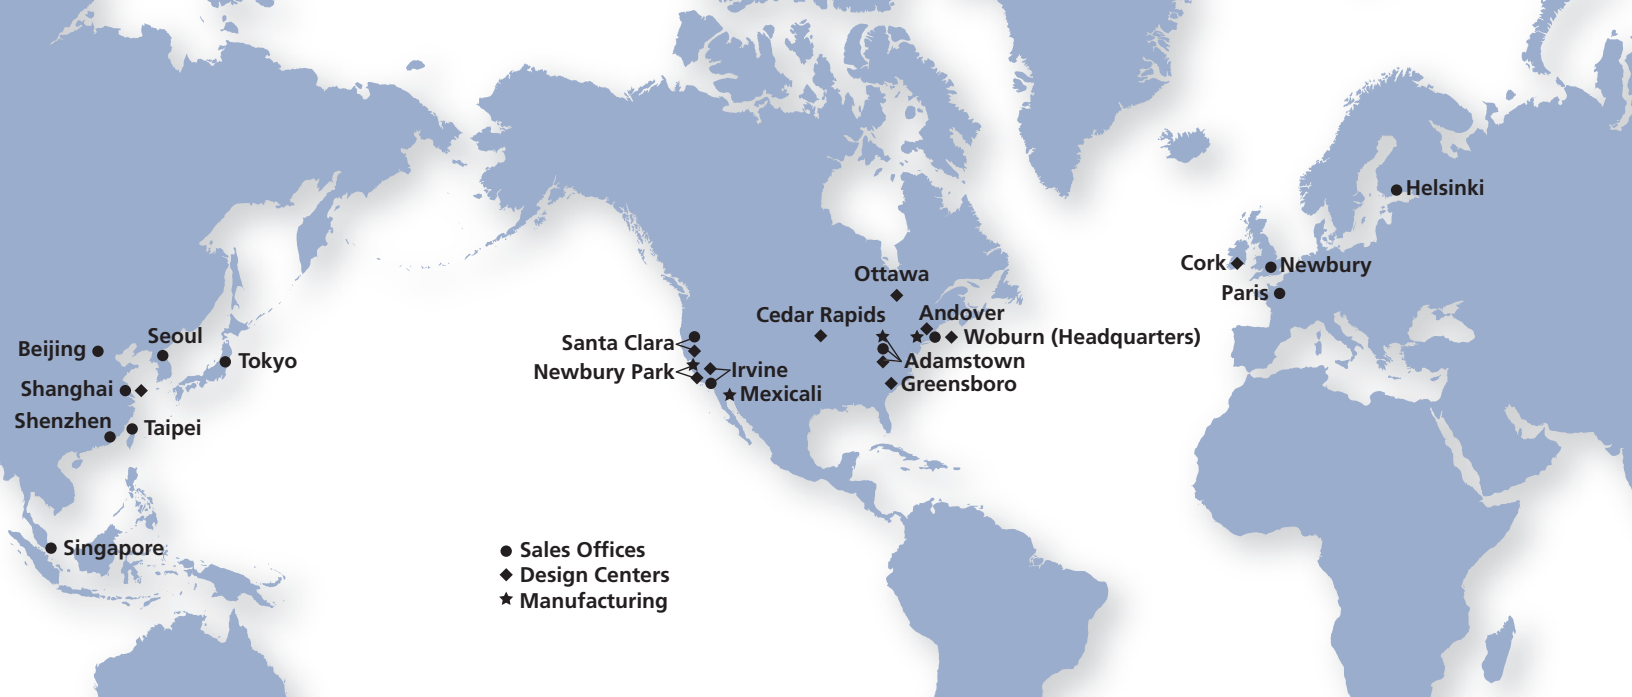 Helsinki
Cork
Newbury
Paris
Ottawa
Cedar Rapids
Andover
Woburn (Headquarters)
Adamstown
Greensboro
Santa Clara
Newbury Park
Irvine
Mexicali
Beijing
Seoul
Tokyo
Shanghai
Shenzhen
Taipei
Singapore
Sales Offices
Design Centers
Manufacturing